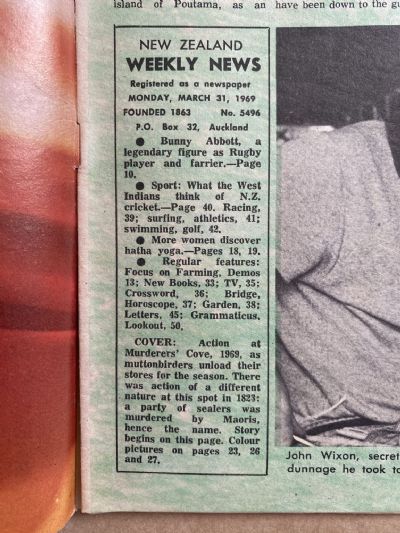 island of Poutama, as an
have been down to the gu
NEW ZEALAND
WEEKLY NEWS
Registered as a newspaper
MONDAY, MARCH 31, 1969
FOUNDED 1863 No. 5496
P.O. Box 32, Auckland
● Bunny Abbott, a
legendary figure as Rugby
player and farrier.—Page
10.
● Sport: What the West
Indians think of N.Z.
cricket.—Page 40. Racing,
39; surfing, athletics, 41;
swimming, golf, 42.
● More women discover
hatha yoga.—Pages 18, 19.
● Regular features:
Focus on Farming, Demos
13; New Books, 33; TV, 35;
Crossword, 36; Bridge,
Horoscope, 37; Garden, 38;
Letters, 45; Grammaticus,
Lookout, 50.
COVER: Action at
Murderers' Cove, 1969, as
muttonbirders unload their
stores for the season. There
was action of a different
nature at this spot in 1823:
a party of sealers was
murdered by Maoris,
hence the name. Story
begins on this page. Colour
pictures on pages 23, 26
and 27.
John Wixon, secret
dunnage he took to